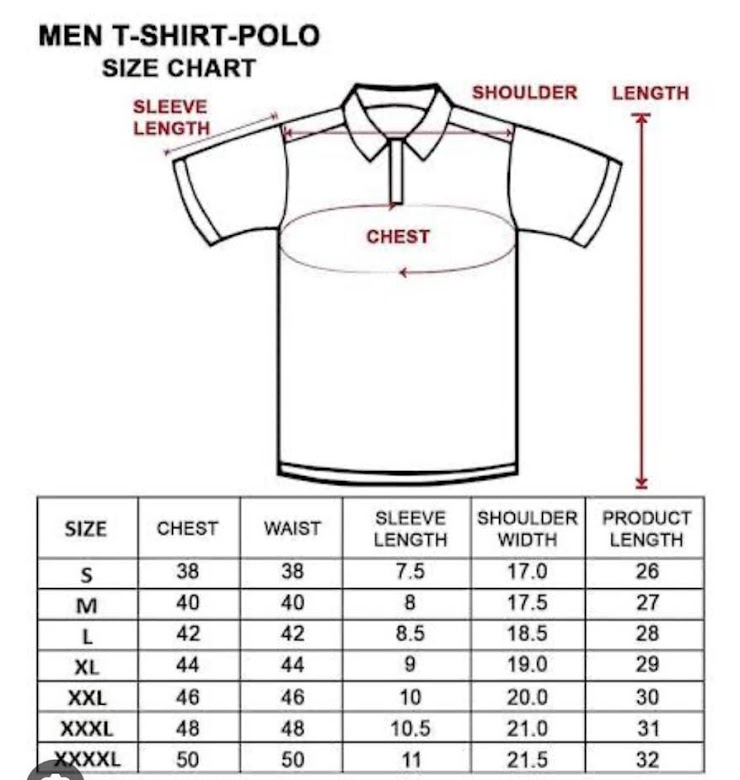 MEN T-SHIRT-POLO
SIZE CHART
SLEEVE
LENGTH
SHOULDER
LENGTH
CHEST
SIZE CHEST WAIST SLEEVE LENGTH SHOULDER WIDTH PRODUCT LENGTH
S 38 38 7.5 17.0 26
M 40 40 8 17.5 27
L 42 42 8.5 18.5 28
XL 44 44 9 19.0 29
XXL 46 46 10 20.0 30
XXXL 48 48 10.5 21.0 31
XXXXL 50 50 11 21.5 32